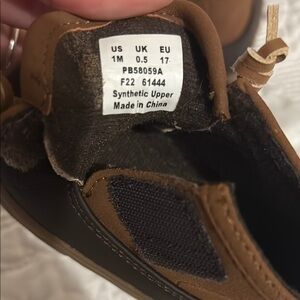 US UK EU
1M 0.5 17
PB58059A
F22 61444
Synthetic Upper
Made in China